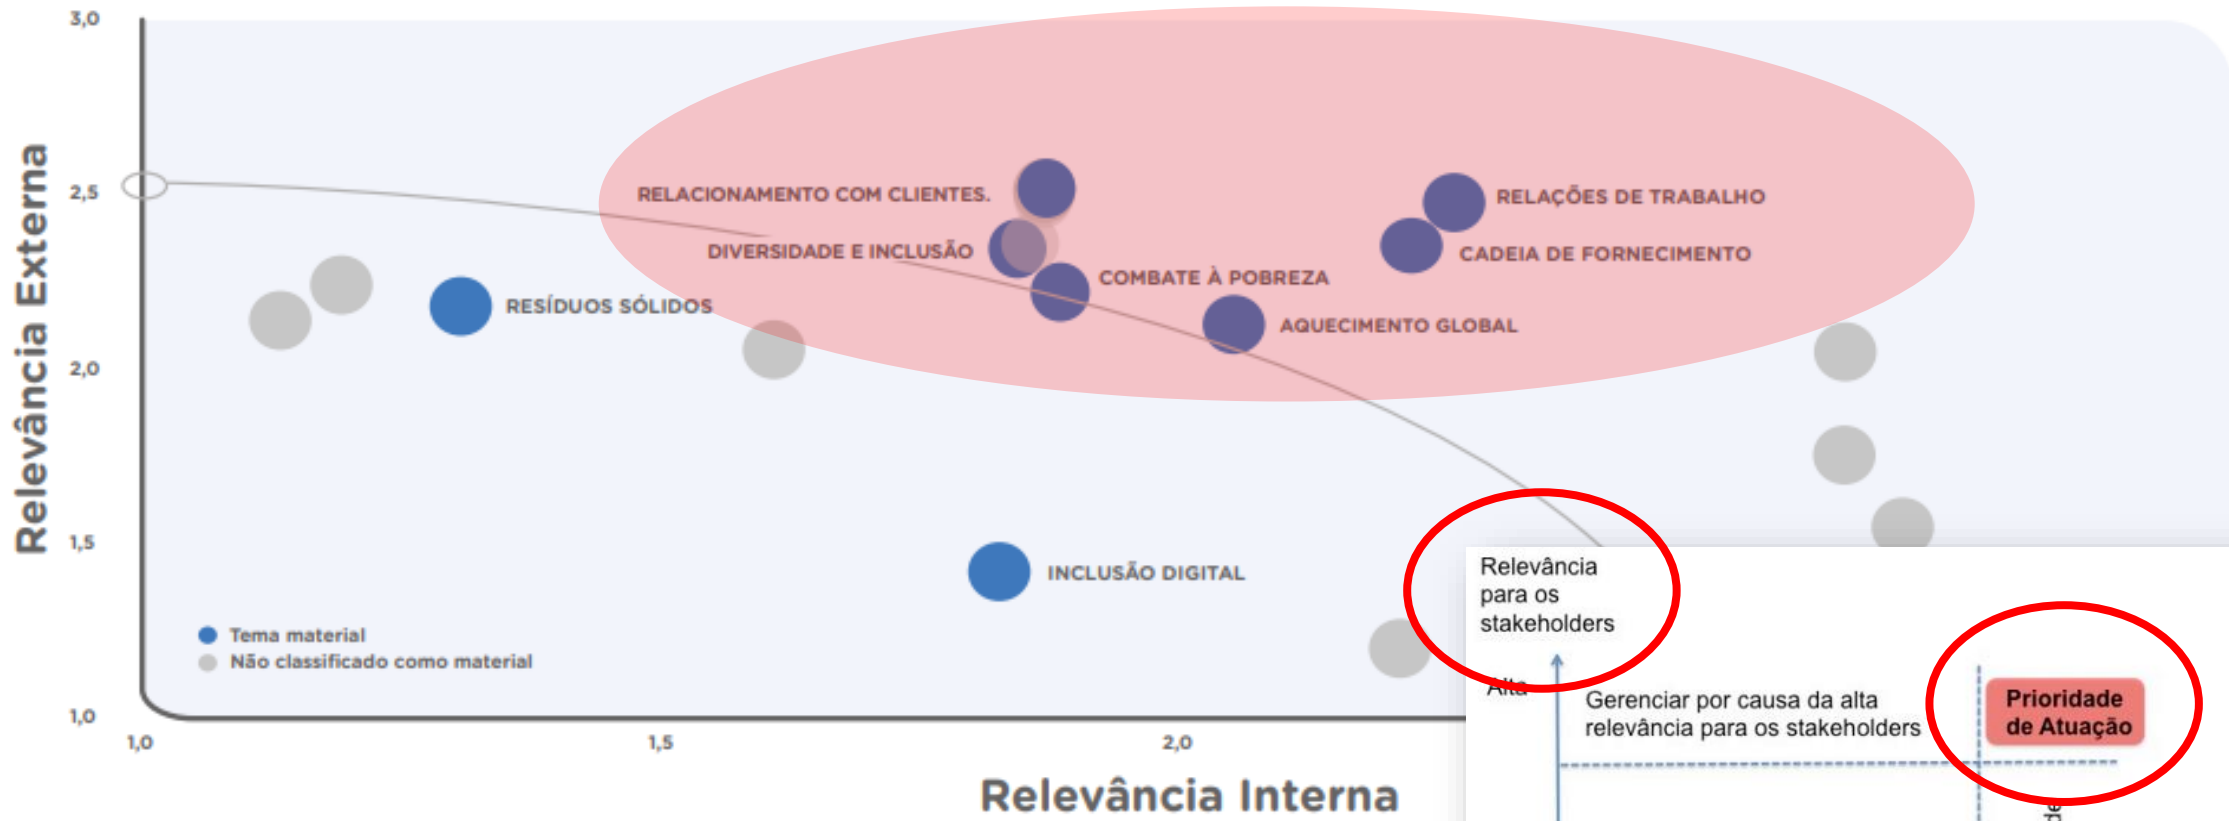 3,0
Relevância Externa
2,5
RELACIONAMENTO COM CLIENTES.
RELAÇÕES DE TRABALHO
DIVERSIDADE E INCLUSÃO
CADEIA DE FORNECIMENTO
COMBATE À POBREZA
RESÍDUOS SÓLIDOS
AQUECIMENTO GLOBAL
2,0
1,5
INCLUSÃO DIGITAL
Tema material
Não classificado como material
1,0
1,0
1,5
2,0
Relevância Interna
Relevância
para os
stakeholders
Alta
Gerenciar por causa da alta
relevância para os stakeholders
Prioridade
de Atuação